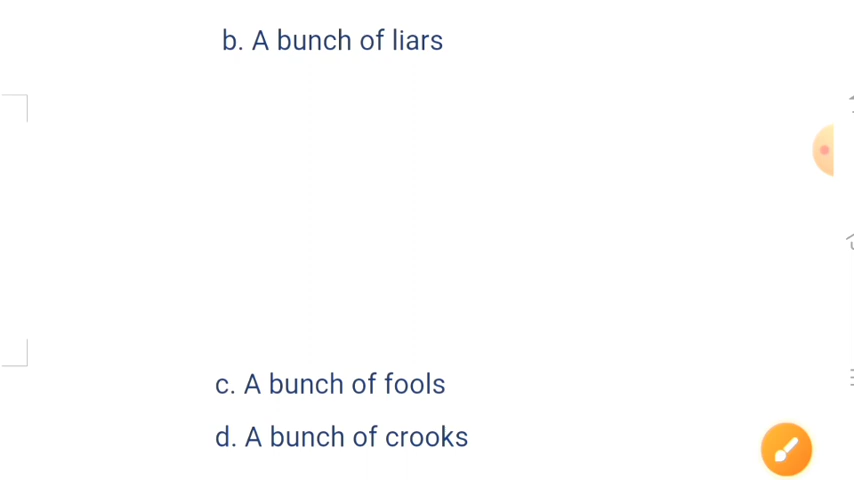 b. A bunch of liars
c. A bunch of fools
d. A bunch of crooks